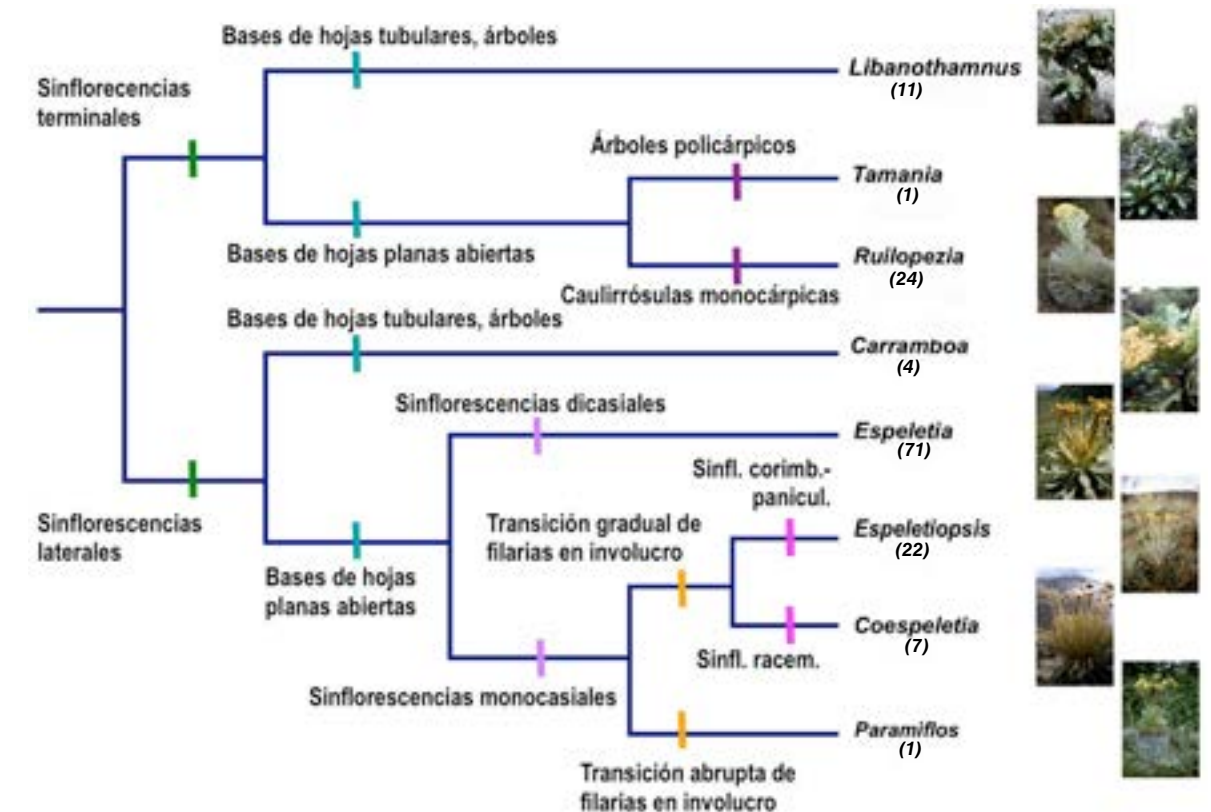 Bases de hojas tubulares, árboles
Sinflorecencias
terminales
Libanothamnus
(11)
Árboles policárpicos
Tamania
(1)
Bases de hojas planas abiertas
Ruilopezia
(24)
Caulirrósulas monocárpicas
Bases de hojas tubulares, árboles
Carramboa
(4)
Sinflorescencias dicasiales
Espeletia
(71)
Sinfl. corimb.-
panicul.
Sinflorescencias
laterales
Transición gradual de
filarias en involucro
Espeletiopsis
(22)
Bases de hojas
planas abiertas
Coespeletia
(7)
Sinfl. racem.
Sinflorescencias monocasiales
Paramiflos
(1)
Transición abrupta de
filarias en involucro